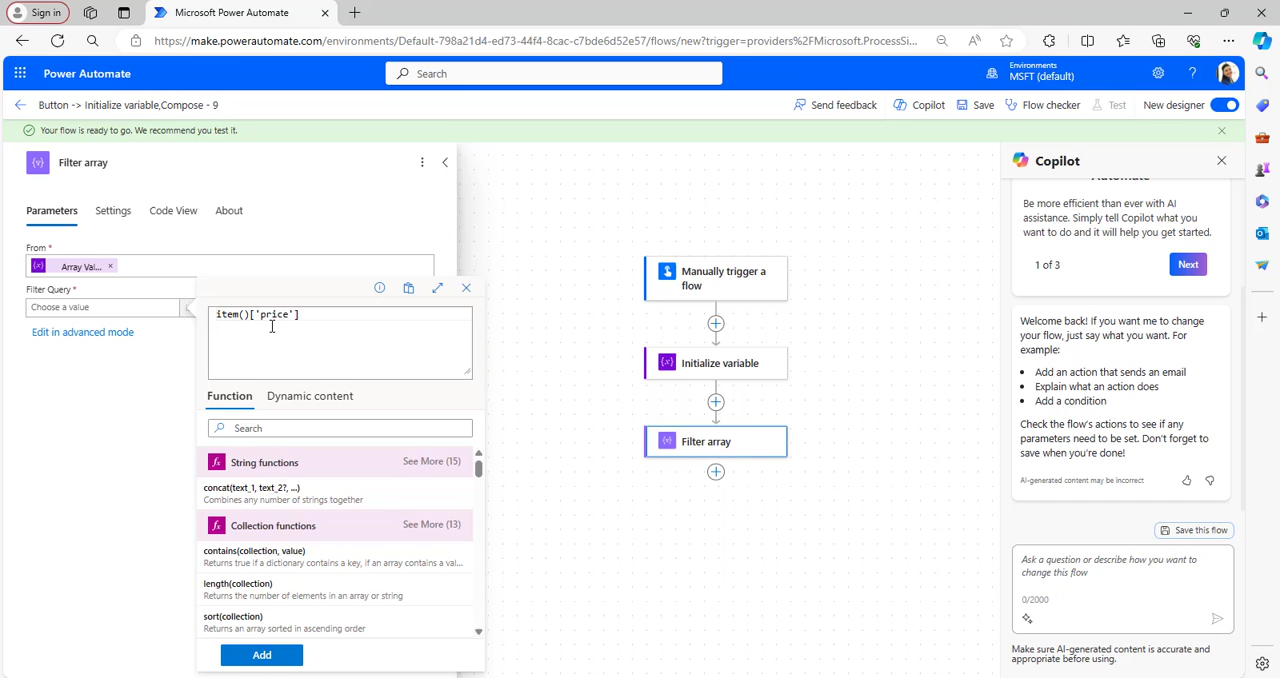 Sign in
Microsoft Power Automate
https://make.powerautomate.com/environments/Default-798a21d4-ed73-44f4-8cac-c7bde6d52e57/flows/new?trigger=providers%2FMicrosoft.ProcessSi...
Power Automate
Search
Environments
MSFT (default)
Button -> Initialize variable,Compose - 9
Send feedback
Copilot
Save
Flow checker
Test
New designer
Your flow is ready to go. We recommend you test it.
Filter array
Parameters
Settings
Code View
About
From *
Array Val...
Filter Query *
Choose a value
Edit in advanced mode
item()['price']
Function
Dynamic content
Search
String functions
See More (15)
concat(text_1, text_2?, ...)
Combines any number of strings together
Collection functions
See More (13)
contains(collection, value)
Returns true if a dictionary contains a key, if an array contains a val...
length(collection)
Returns the number of elements in an array or string
sort(collection)
Returns an array sorted in ascending order
Add
Manually trigger a
flow
Initialize variable
Filter array
Copilot
Automate
Be more efficient than ever with AI
assistance. Simply tell Copilot what you
want to do and it will help you get started.
1 of 3
Next
Welcome back! If you want me to change
your flow, just say what you want. For
example:
• Add an action that sends an email
• Explain what an action does
• Add a condition
Check the flow's actions to see if any
parameters need to be set. Don't forget to
save when you're done!
AI-generated content may be incorrect
Save this flow
Ask a question or describe how you want to
change this flow
0/2000
Make sure AI-generated content is accurate and
appropriate before using.